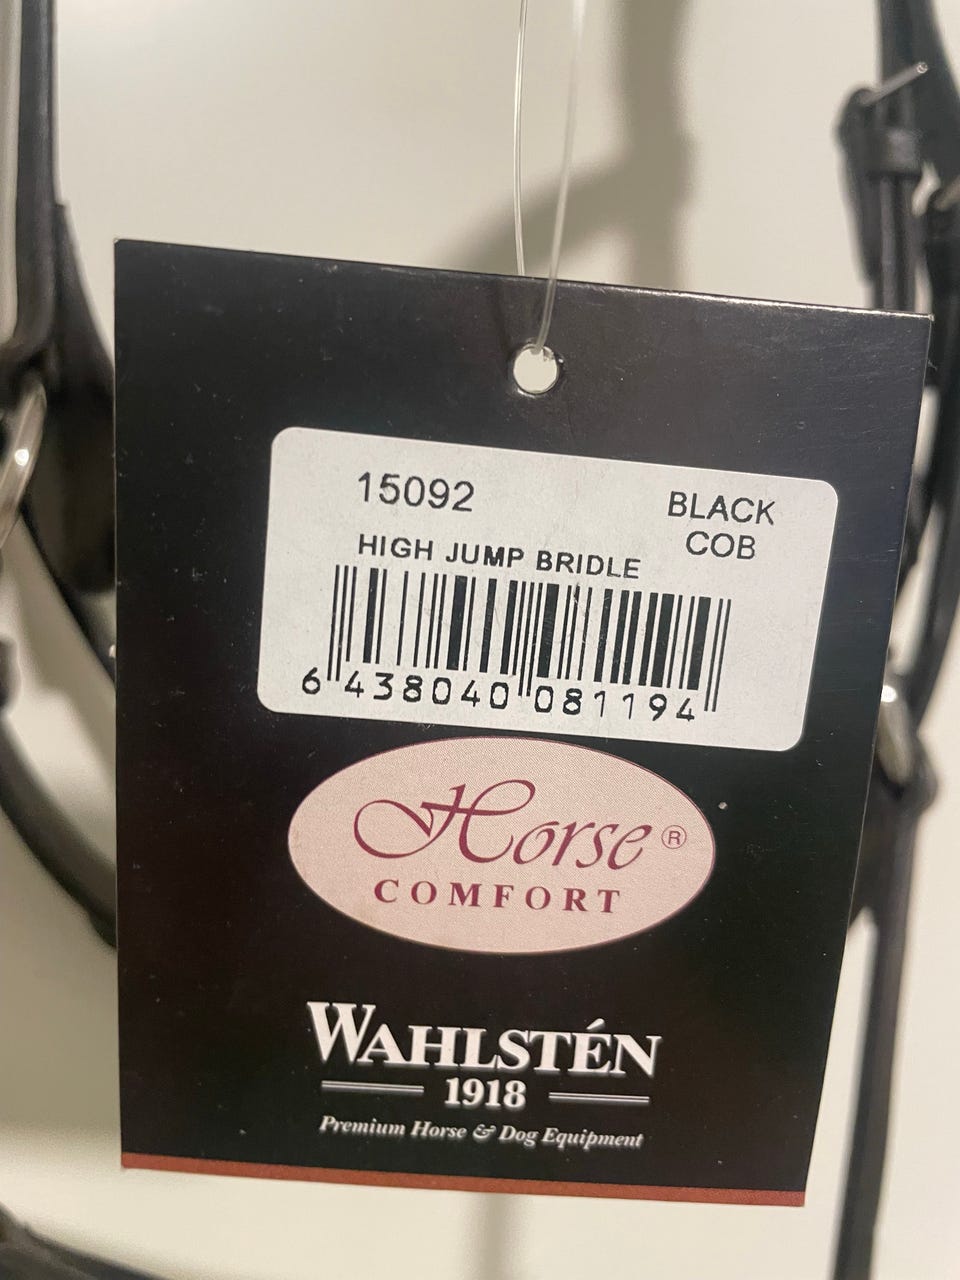 15092
BLACK
COB
HIGH JUMP BRIDLE
6 438040 081194
Horse®
COMFORT
WAHLSTÉN
1918
Premium Horse & Dog Equipment